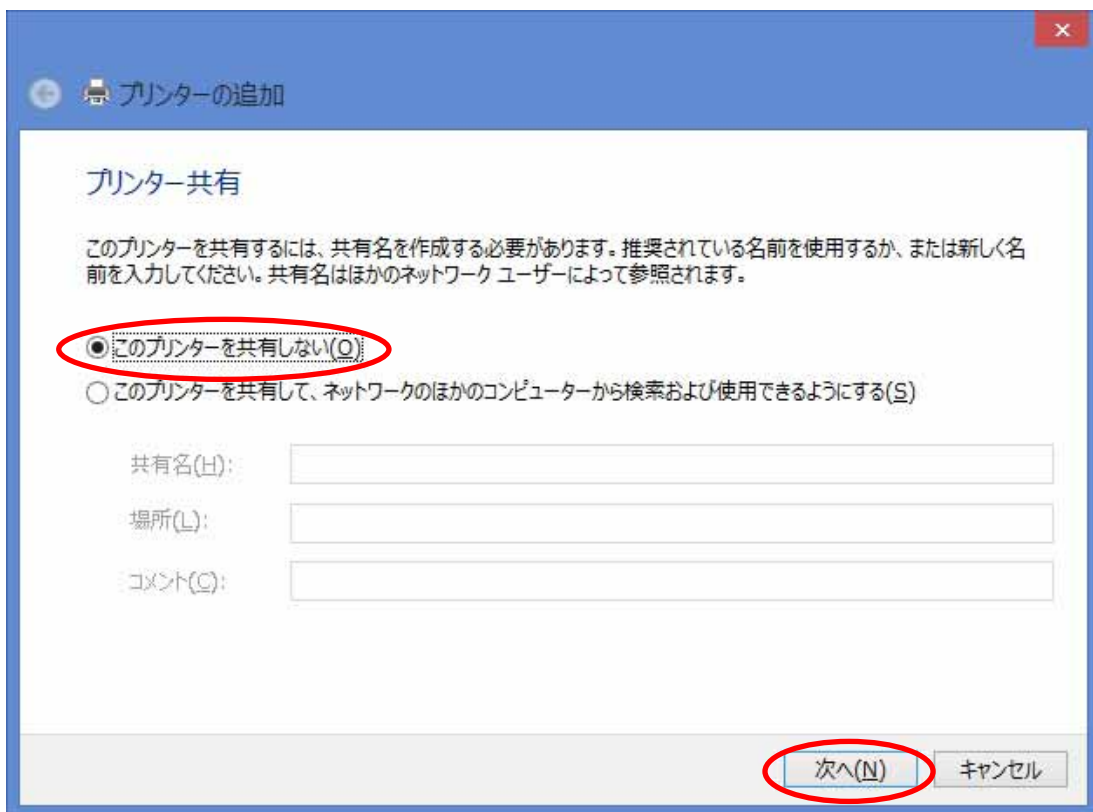 プリンターの追加
プリンター共有
このプリンターを共有するには、共有名を作成する必要があります。推奨されている名前を使用するか、または新しく名
前を入力してください。共有名はほかのネットワーク ユーザーによって参照されます。
このプリンターを共有しない(O)
このプリンターを共有して、ネットワークのほかのコンピューターから検索および使用できるようにする(S)
共有名(H):
場所(L):
コメント(C):
次へ(N) キャンセル